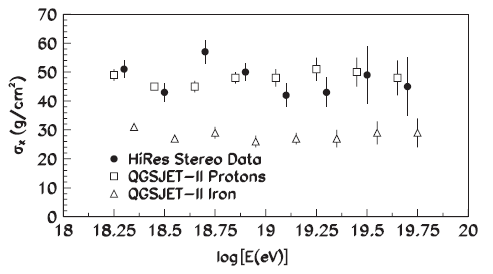 70
60
50
40
30
20
10
0
σx (g/cm²)
HiRes Stereo Data
QGSJET-II Protons
QGSJET-II Iron
18 18.25 18.5 18.75 19 19.25 19.5 19.75 20
log[E(eV)]